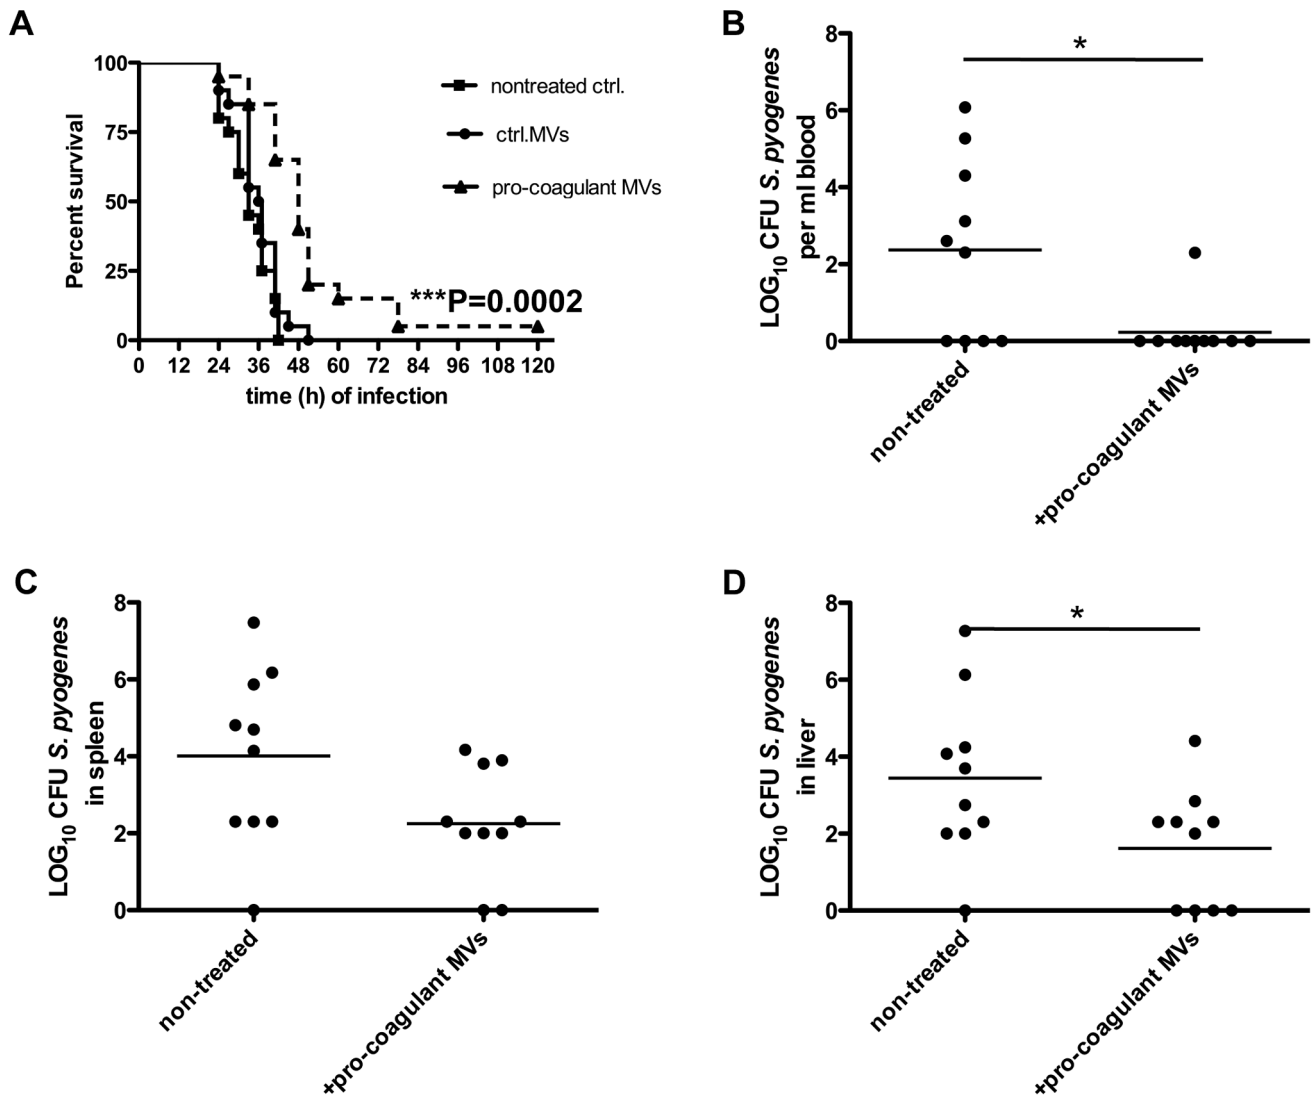 A
Percent survival
100
75
50
25
0
0 12 24 36 48 60 72 84 96 108 120
time (h) of infection
nontreated ctrl.
ctrl.MVs
pro-coagulant MVs
***P=0.0002
B
LOG10 CFU S. pyogenes
per ml blood
8
6
4
2
0
*
non-treated
+pro-coagulant MVs
C
LOG10 CFU S. pyogenes
in spleen
8
6
4
2
0
non-treated
+pro-coagulant MVs
D
LOG10 CFU S. pyogenes
in liver
8
6
4
2
0
*
non-treated
+pro-coagulant MVs